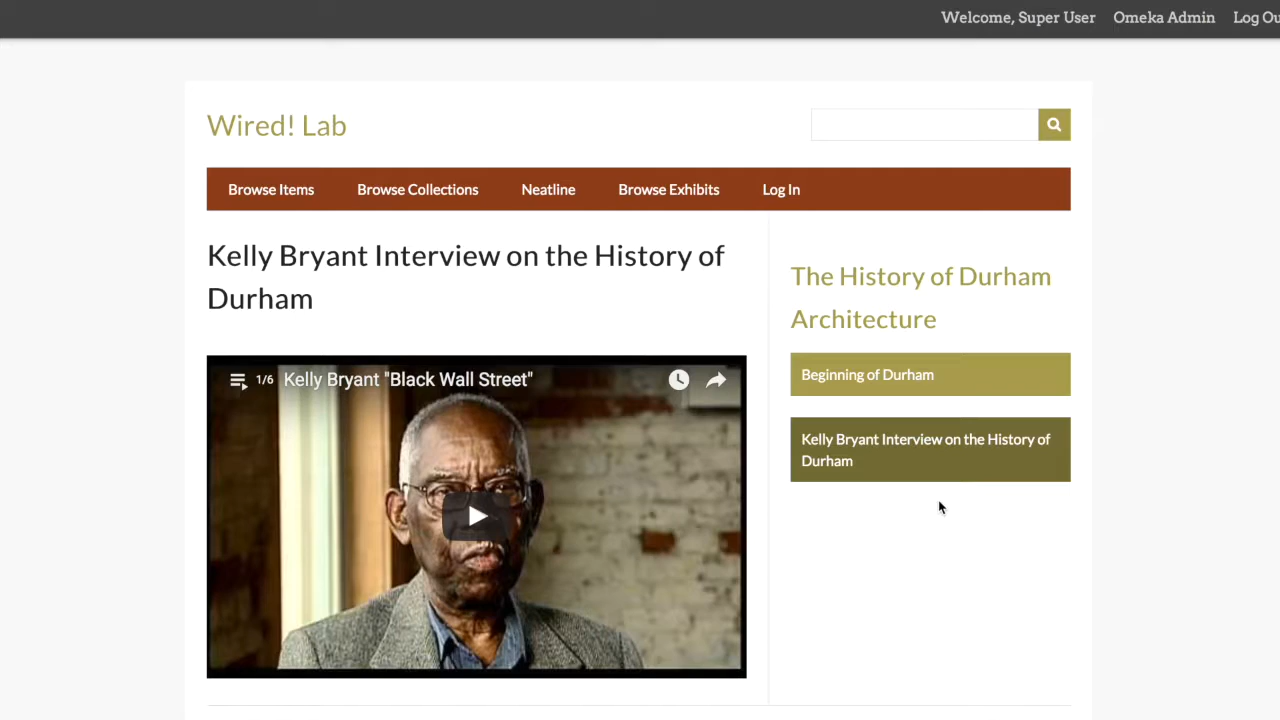 Welcome, Super User Omeka Admin Log Ou
Wired! Lab
Browse Items Browse Collections Neatline Browse Exhibits Log In
Kelly Bryant Interview on the History of
Durham
1/6 Kelly Bryant "Black Wall Street"
The History of Durham
Architecture
Beginning of Durham
Kelly Bryant Interview on the History of
Durham